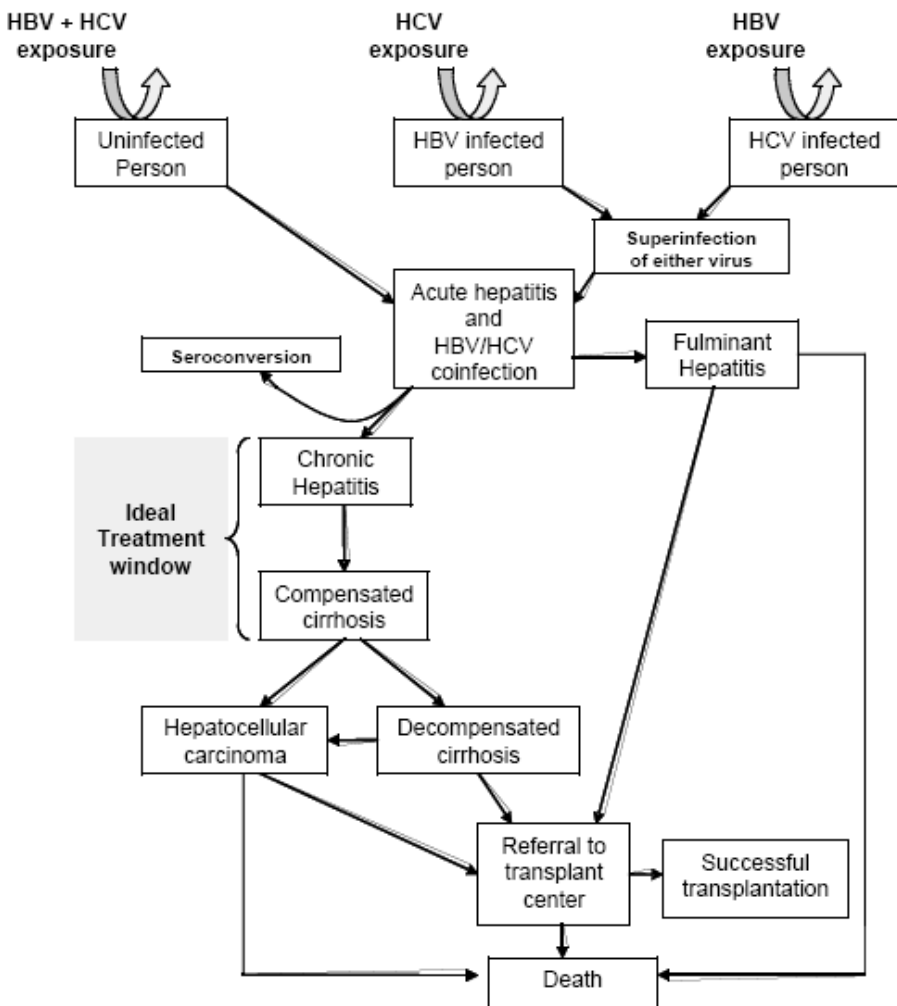 HBV + HCV
exposure
HCV
exposure
HBV
exposure
Uninfected
Person
HBV infected
person
HCV infected
person
Superinfection
of either virus
Acute hepatitis
and
HBV/HCV
coinfection
Seroconversion
Fulminant
Hepatitis
Chronic
Hepatitis
Ideal
Treatment
window
Compensated
cirrhosis
Hepatocellular
carcinoma
Decompensated
cirrhosis
Referral to
transplant
center
Successful
transplantation
Death